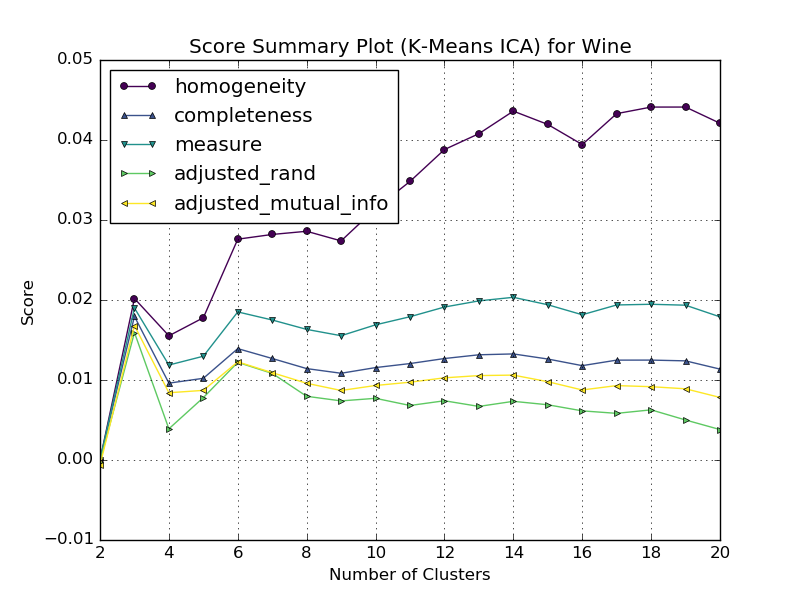 Score Summary Plot (K-Means ICA) for Wine
0.05
0.04
0.03
0.02
0.01
0.00
−0.01
Score
homogeneity
completeness
measure
adjusted_rand
adjusted_mutual_info
2 4 6 8 10 12 14 16 18 20
Number of Clusters